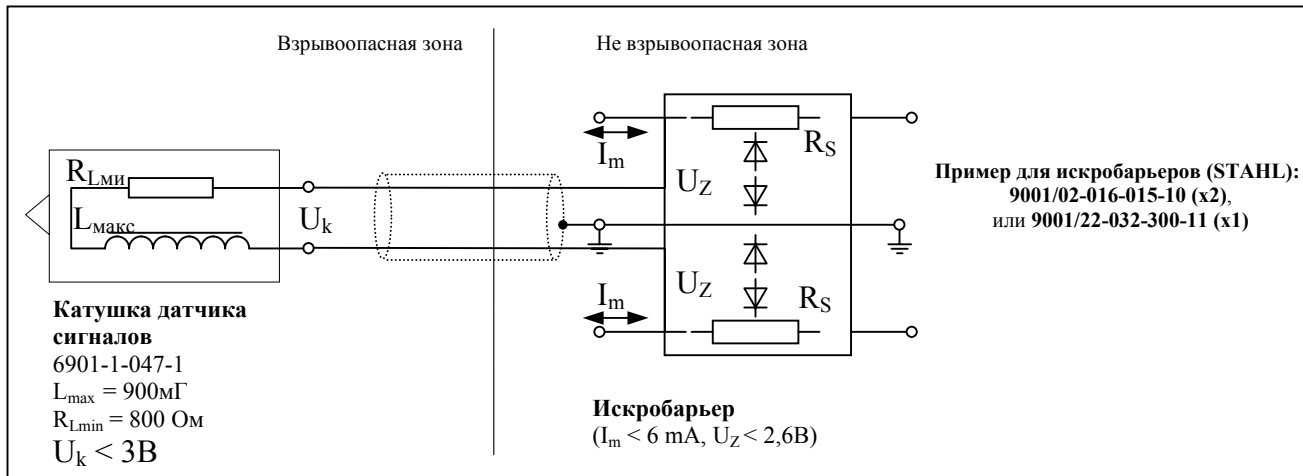 Взрывоопасная зона
Не взрывоопасная зона
Im
RS
UZ
RLми
Lмакс
Uk
UZ
Im
RS
Пример для искробарьеров (STAHL):
9001/02-016-015-10 (x2),
или 9001/22-032-300-11 (x1)
Катушка датчика
сигналов
6901-1-047-1
Lmax = 900мГ
RLmin = 800 Ом
Uk < 3В
Искробарьер
(Im < 6 mA, UZ < 2,6В)